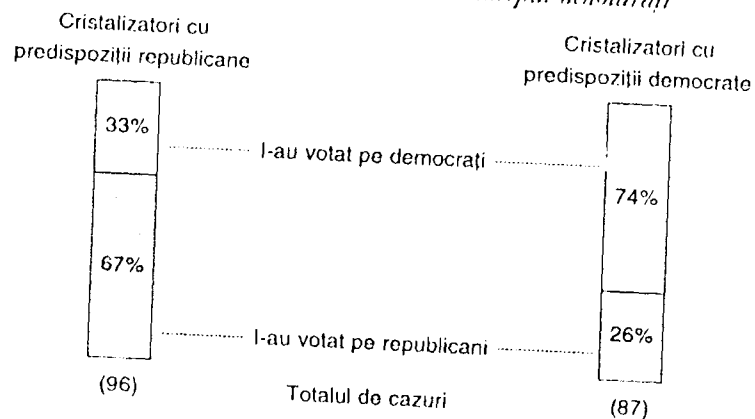 Cristalizatori cu
predispoziții republicane
Cristalizatori cu
predispoziții democrate
33%
I-au votat pe democrați
74%
67%
I-au votat pe republicani
26%
(96)
Totalul de cazuri
(87)